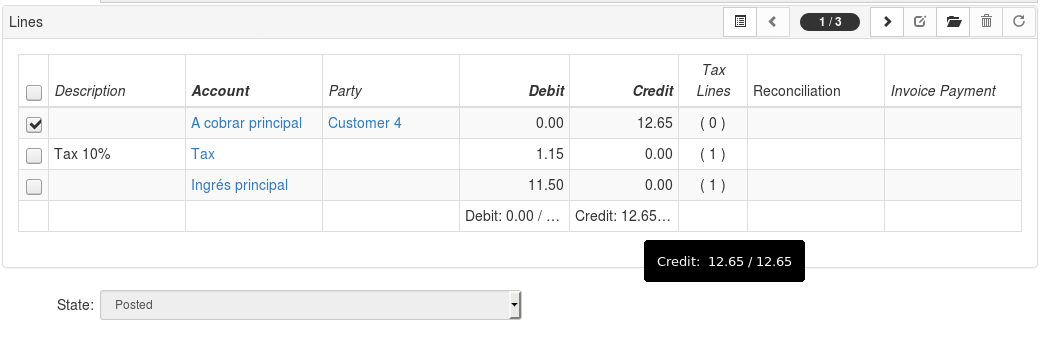 Lines
1 / 3
Description Account Party Debit Credit Tax Lines Reconciliation Invoice Payment
A cobrar principal Customer 4 0.00 12.65 ( 0 )
Tax 10% Tax 1.15 0.00 ( 1 )
Ingrés principal 11.50 0.00 ( 1 )
Debit: 0.00 / ... Credit: 12.65...
Credit: 12.65 / 12.65
State: Posted